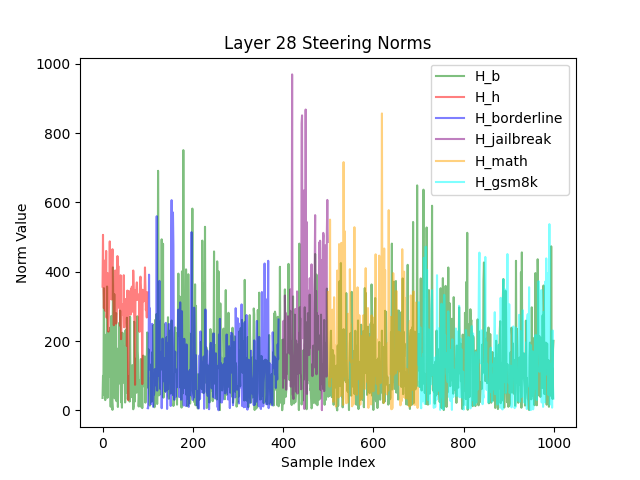 Layer 28 Steering Norms
1000
800
600
400
200
0
Norm Value
H_b
H_h
H_borderline
H_jailbreak
H_math
H_gsm8k
0 200 400 600 800 1000
Sample Index